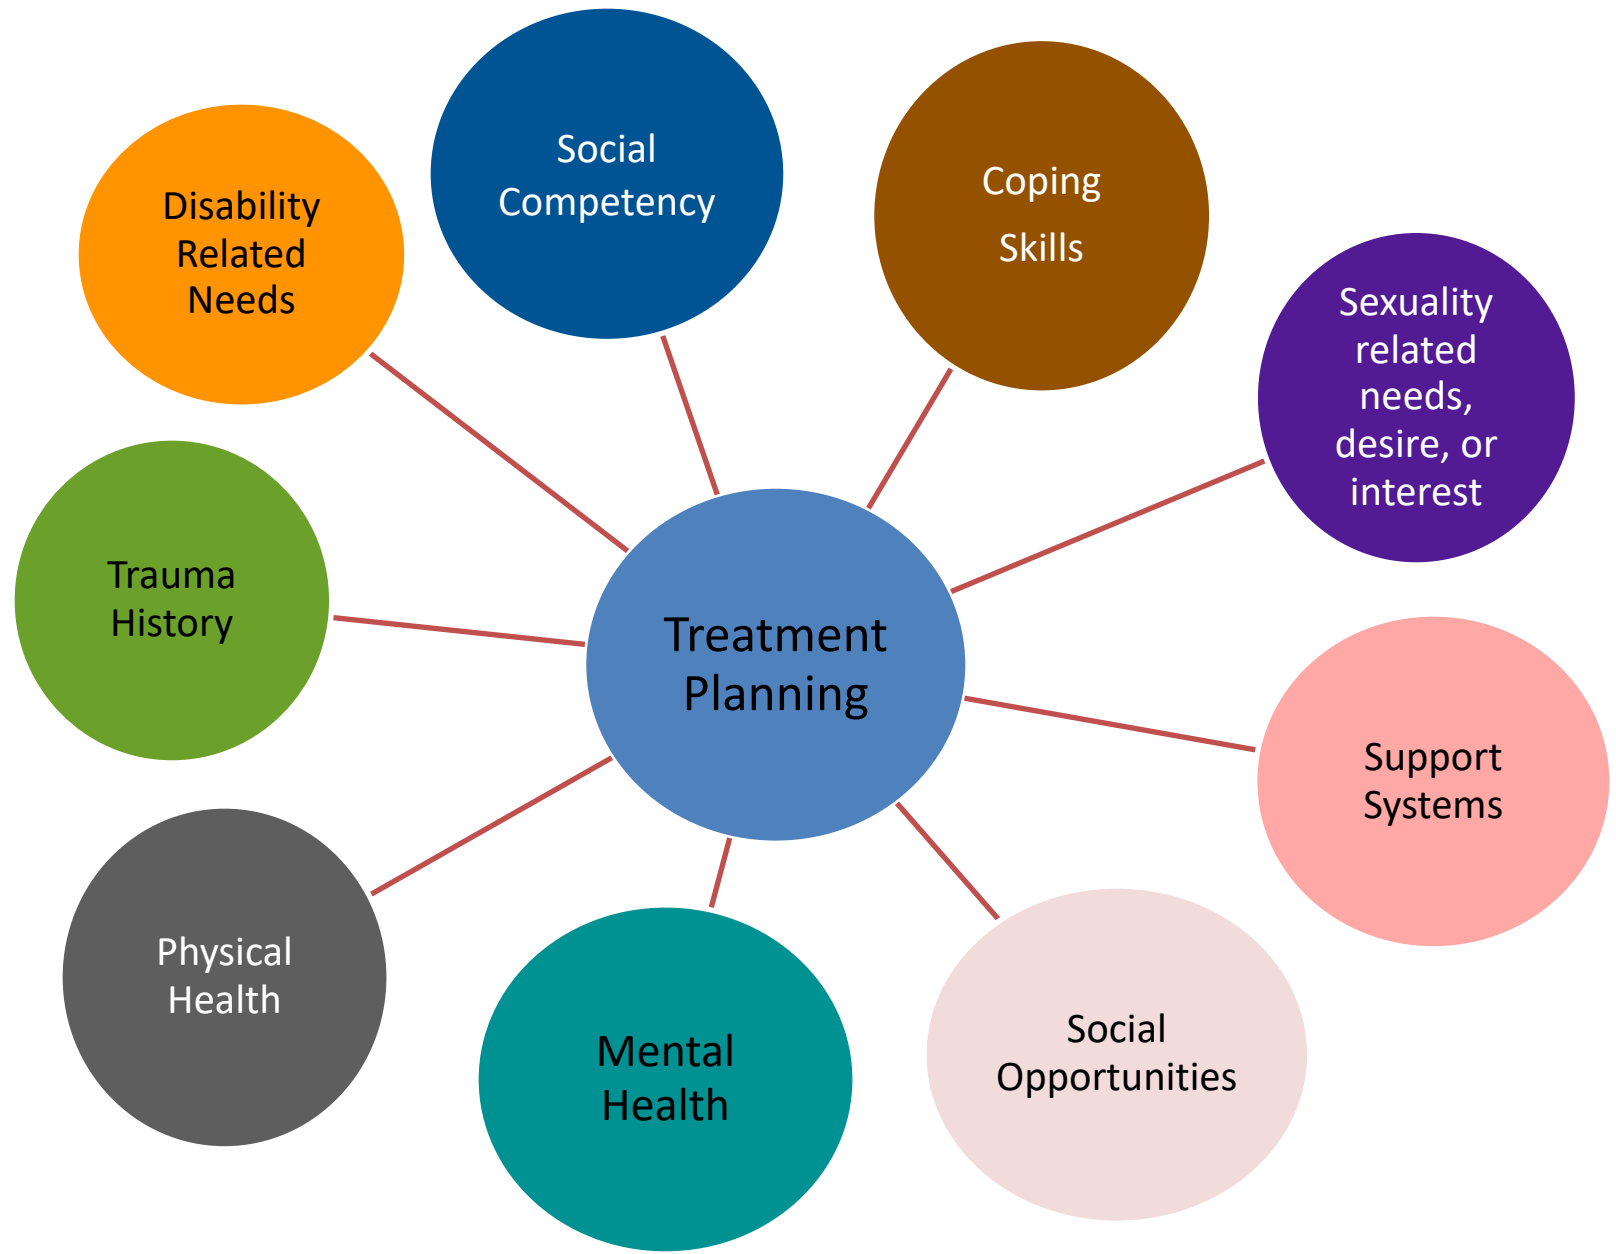 Social
Competency
Coping
Skills
Disability
Related
Needs
Sexuality
related
needs,
desire, or
interest
Trauma
History
Treatment
Planning
Support
Systems
Physical
Health
Mental
Health
Social
Opportunities